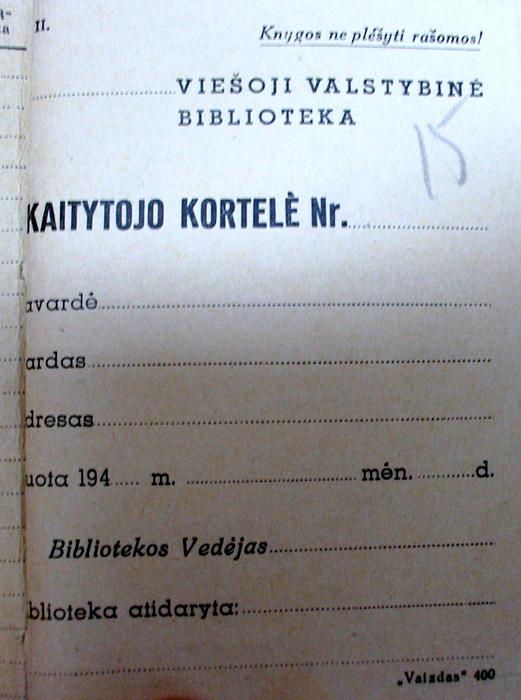 II.
Knygos ne plėšyti rašomos!
VIEŠOJI VALSTYBINĖ
BIBLIOTEKA
15
KAITYTOJO KORTELĖ Nr.
avardė
ardas
dresas
uota 194..... m. .......... mėn. .......... d.
Bibliotekos Vedėjas
blioteka atidaryta:
„Vaizdas“ 400